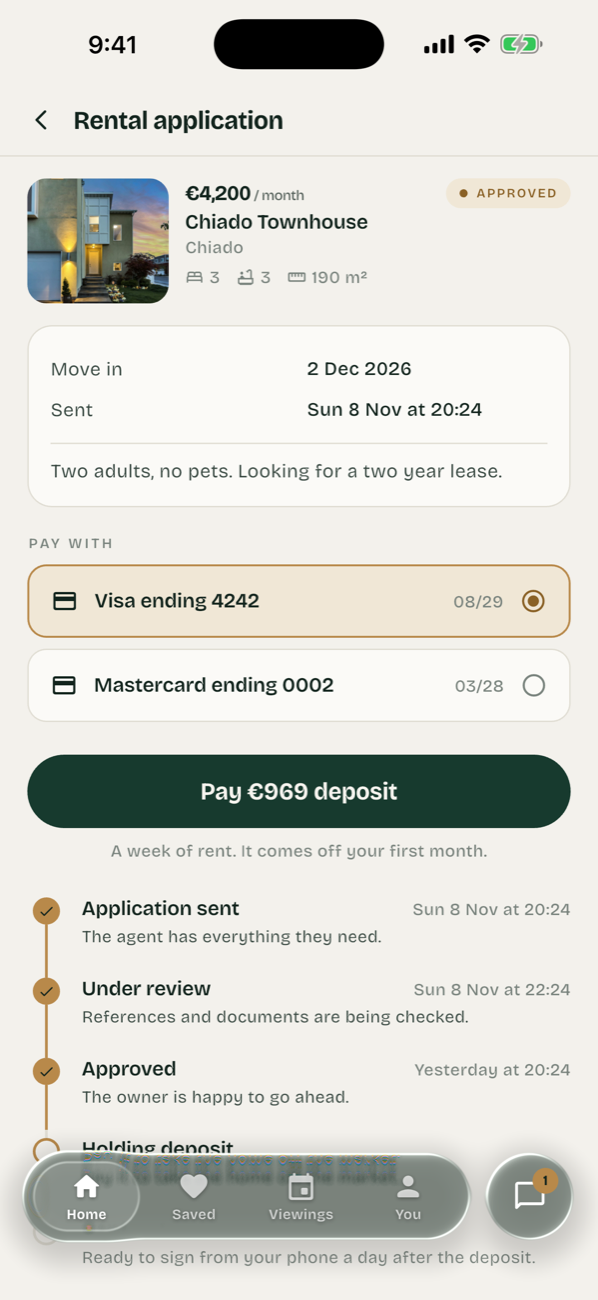 9:41
Rental application
€4,200 / month
APPROVED
Chiado Townhouse
Chiado
3 3 190 m²
Move in 2 Dec 2026
Sent Sun 8 Nov at 20:24
Two adults, no pets. Looking for a two year lease.
PAY WITH
Visa ending 4242 08/29
Mastercard ending 0002 03/28
Pay €969 deposit
A week of rent. It comes off your first month.
Application sent Sun 8 Nov at 20:24
The agent has everything they need.
Under review Sun 8 Nov at 22:24
References and documents are being checked.
Approved Yesterday at 20:24
The owner is happy to go ahead.
Holding deposit
Home Saved Viewings You 1
Ready to sign from your phone a day after the deposit.